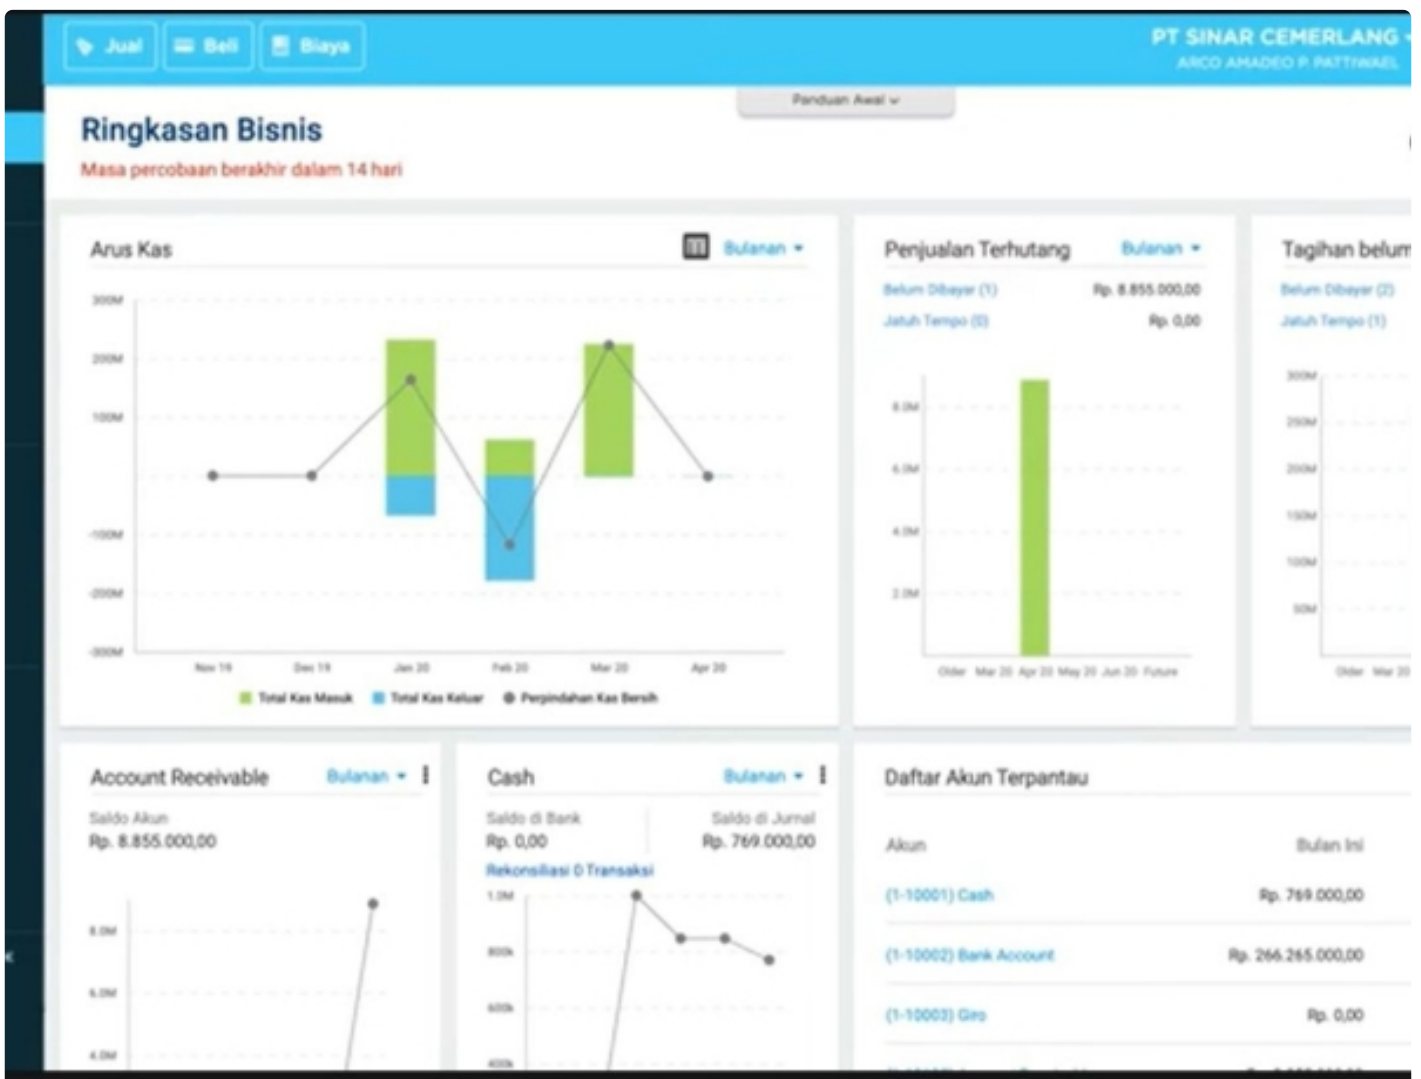 Jual Beli Biaya
PT SINAR CEMERLANG
ARCO AMADEO P. PATTIWAEL
Panduan Awal
Ringkasan Bisnis
Masa percobaan berakhir dalam 14 hari
Arus Kas Bulanan
300M
200M
100M
-100M
-200M
-300M
Nov 19 Dec 19 Jan 20 Feb 20 Mar 20 Apr 20
Total Kas Masuk Total Kas Keluar Perpindahan Kas Bersih
Penjualan Terhutang Bulanan
Belum Dibayar (1) Rp. 8.855.000,00
Jatuh Tempo (0) Rp. 0,00
8.0M
6.0M
4.0M
2.0M
Older Mar 20 Apr 20 May 20 Jun 20 Future
Tagihan belum
Belum Dibayar (2)
Jatuh Tempo (1)
300M
250M
200M
150M
100M
50M
Older Mar 20
Account Receivable Bulanan
Saldo Akun
Rp. 8.855.000,00
8.0M
6.0M
4.0M
Cash Bulanan
Saldo di Bank Saldo di Jurnal
Rp. 0,00 Rp. 769.000,00
Rekonsiliasi 0 Transaksi
1.0M
800k
600k
400k
Daftar Akun Terpantau
Akun Bulan Ini
(1-10001) Cash Rp. 769.000,00
(1-10002) Bank Account Rp. 266.265.000,00
(1-10003) Giro Rp. 0,00